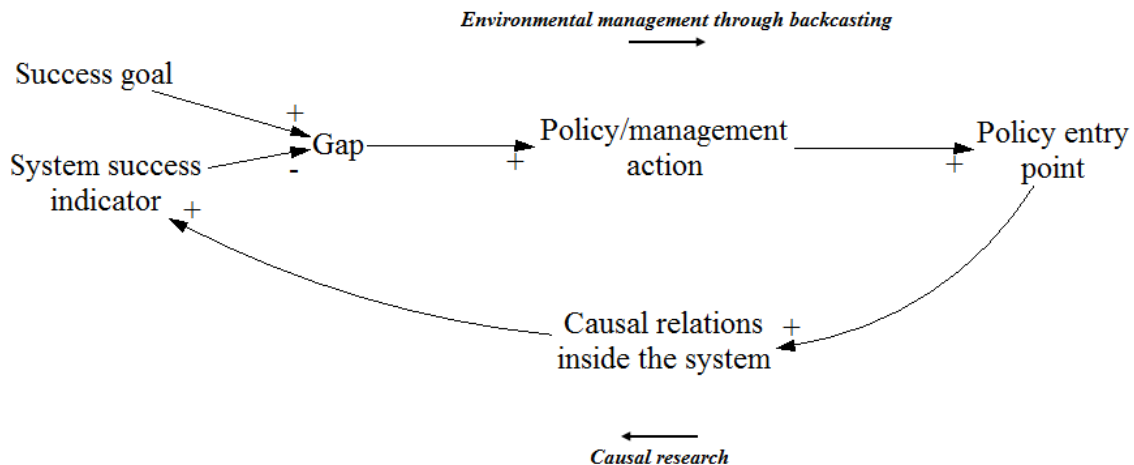 Environmental management through backcasting
Success goal
+
Gap
System success
indicator
-
+
Policy/management
action
+
Policy entry
point
+
Causal relations
inside the system
+
Causal research